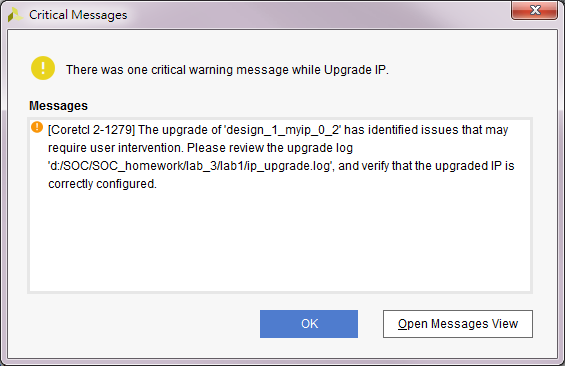 Critical Messages
There was one critical warning message while Upgrade IP.
Messages
[Coretcl 2-1279] The upgrade of 'design_1_myip_0_2' has identified issues that may
require user intervention. Please review the upgrade log
'd:/SOC/SOC_homework/lab_3/lab1/ip_upgrade.log', and verify that the upgraded IP is
correctly configured.
OK
Open Messages View